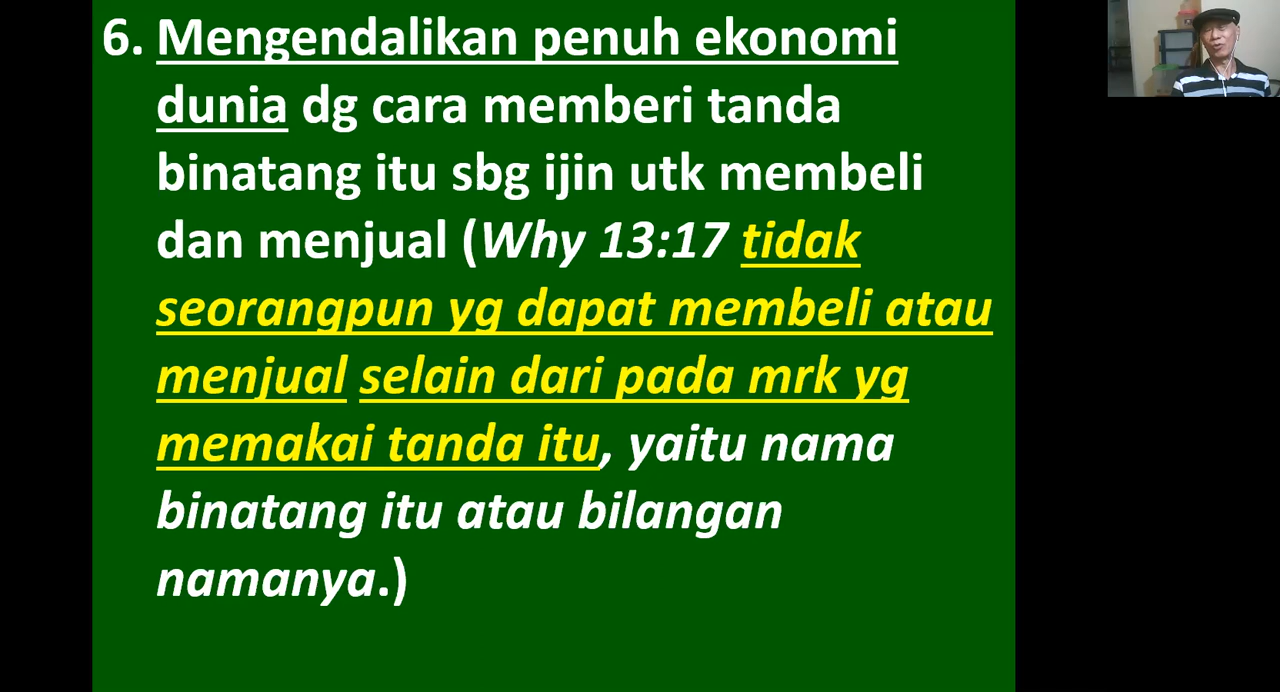 6. Mengendalikan penuh ekonomi
dunia dg cara memberi tanda
binatang itu sbg ijin utk membeli
dan menjual (Why 13:17 tidak
seorangpun yg dapat membeli atau
menjual selain dari pada mrk yg
memakai tanda itu, yaitu nama
binatang itu atau bilangan
namanya.)